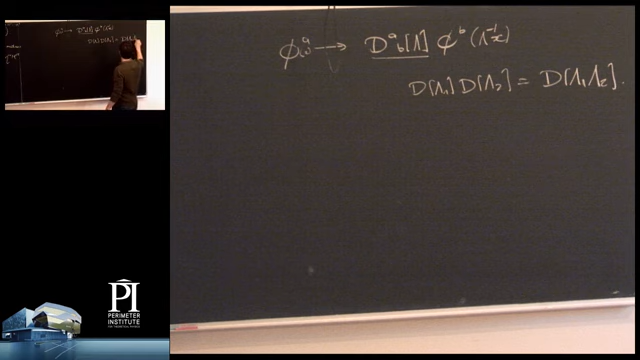 φ^a(x) → D^a_b[Λ] φ^b(Λ^{-1}x)
D[Λ_1] D[Λ_2] = D[Λ_1Λ_2].
PI
PERIMETER
INSTITUTE
FOR THEORETICAL PHYSICS